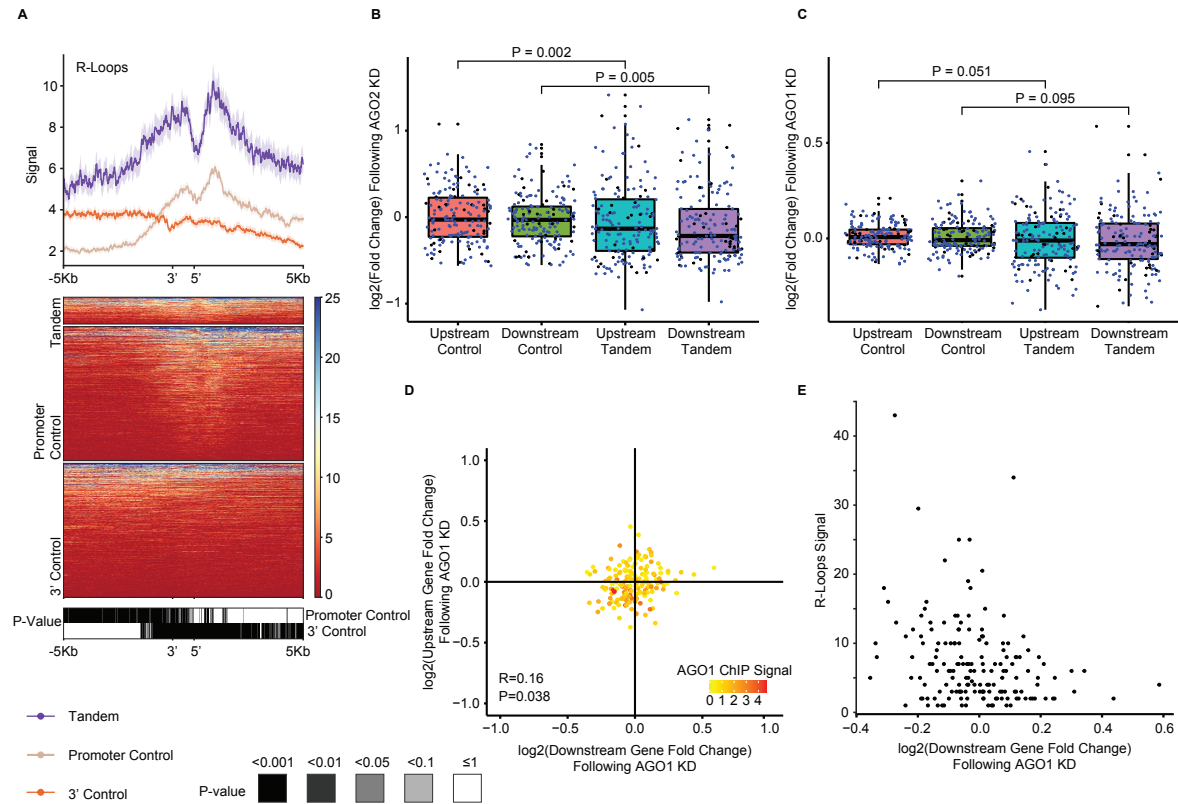 A
R-Loops
Signal
10
8
6
4
2
-5Kb
3'
5'
5Kb
Tandem
Promoter
Control
3' Control
25
20
15
10
5
0
P-Value
Promoter Control
3' Control
-5Kb
3'
5'
5Kb
Tandem
Promoter Control
3' Control
P-value
<0.001
<0.01
<0.05
<0.1
≤1
B
P = 0.002
P = 0.005
log2(Fold Change) Following AGO2 KD
1
0
−1
Upstream
Control
Downstream
Control
Upstream
Tandem
Downstream
Tandem
C
P = 0.051
P = 0.095
log2(Fold Change) Following AGO1 KD
0.5
0.0
Upstream
Control
Downstream
Control
Upstream
Tandem
Downstream
Tandem
D
log2(Upstream Gene Fold Change)
Following AGO1 KD
1.0
0.5
0.0
−0.5
−1.0
R=0.16
P=0.038
AGO1 ChIP Signal
0 1 2 3 4
−1.0
−0.5
0.0
0.5
1.0
log2(Downstream Gene Fold Change)
Following AGO1 KD
E
R-Loops Signal
40
30
20
10
0
−0.4
−0.2
0.0
0.2
0.4
0.6
log2(Downstream Gene Fold Change)
Following AGO1 KD